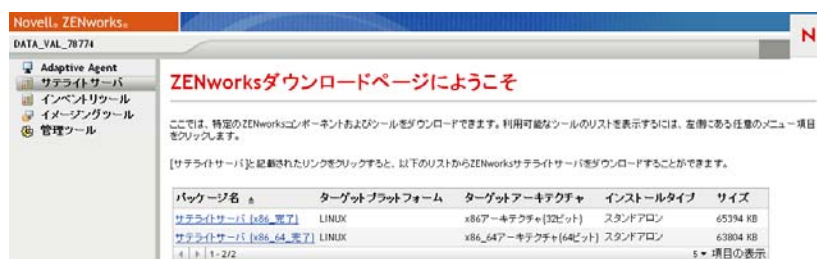 Novell® ZENworks®
N
DATA_VAL_78774
Adaptive Agent
サテライトサーバ
インベントリツール
イメージングツール
管理ツール
ZENworksダウンロードページにようこそ
ここでは、特定のZENworksコンポーネントおよびツールをダウンロードできます。利用可能なツールのリストを表示するには、左側にある任意のメニュー項目
をクリックします。
[サテライトサーバ]と記載されたリンクをクリックすると、以下のリストからZENworksサテライトサーバをダウンロードすることができます。
パッケージ名 ターゲットプラットフォーム ターゲットアーキテクチャ インストールタイプ サイズ
サテライトサーバ [x86_完了] LINUX x86アーキテクチャ(32ビット) スタンドアロン 65394 KB
サテライトサーバ [x86_64_完了] LINUX x86_64アーキテクチャ(64ビット) スタンドアロン 63804 KB
1-2/2 5 項目の表示